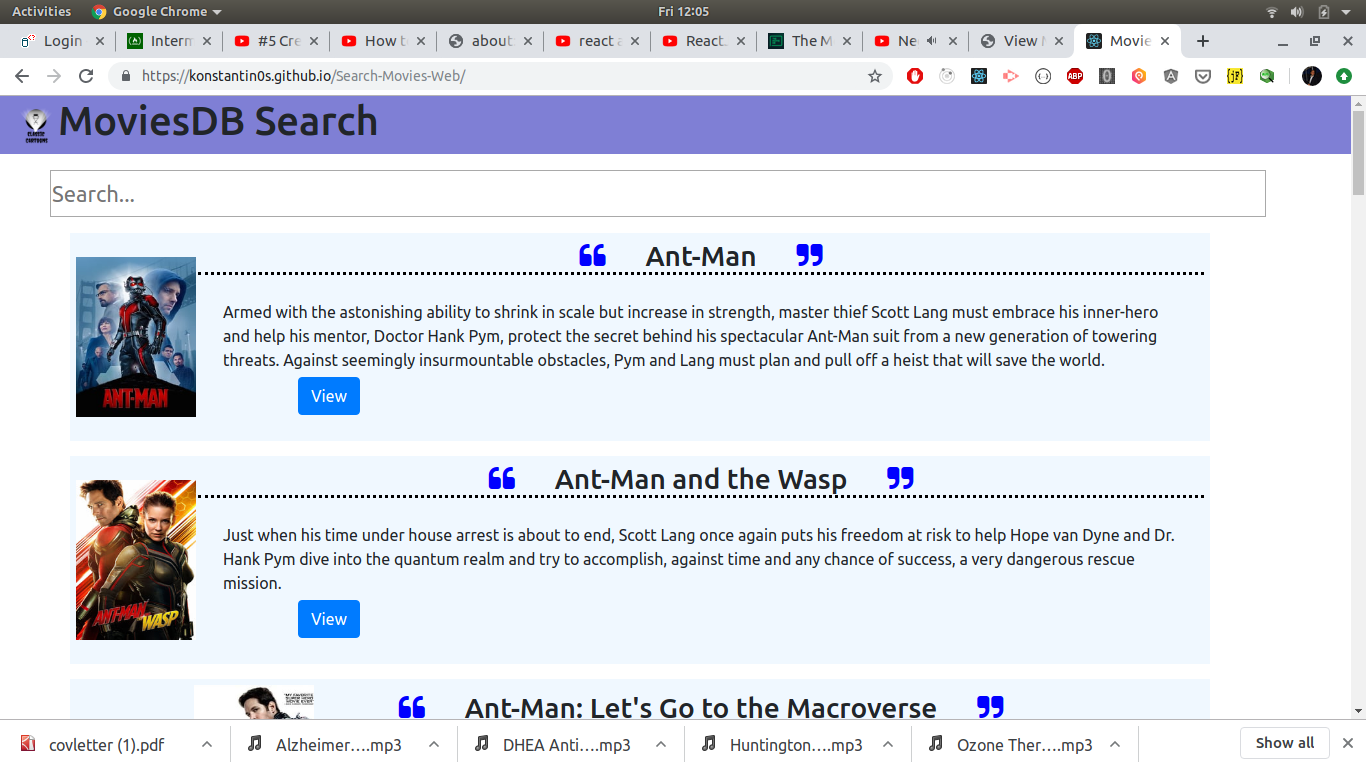 Activities Google Chrome Fri 12:05
Login Interm #5 Cre How to about: react a React. The M Ne View M Movie
https://konstantin0s.github.io/Search-Movies-Web/
CLASSIC CARTOONS
MoviesDB Search
Search...
Ant-Man
ANT-MAN
Armed with the astonishing ability to shrink in scale but increase in strength, master thief Scott Lang must embrace his inner-hero
and help his mentor, Doctor Hank Pym, protect the secret behind his spectacular Ant-Man suit from a new generation of towering
threats. Against seemingly insurmountable obstacles, Pym and Lang must plan and pull off a heist that will save the world.
View
Ant-Man and the Wasp
ANT-MAN WASP
Just when his time under house arrest is about to end, Scott Lang once again puts his freedom at risk to help Hope van Dyne and Dr.
Hank Pym dive into the quantum realm and try to accomplish, against time and any chance of success, a very dangerous rescue
mission.
View
Ant-Man: Let's Go to the Macroverse
covletter (1).pdf Alzheimer….mp3 DHEA Anti….mp3 Huntington….mp3 Ozone Ther….mp3 Show all